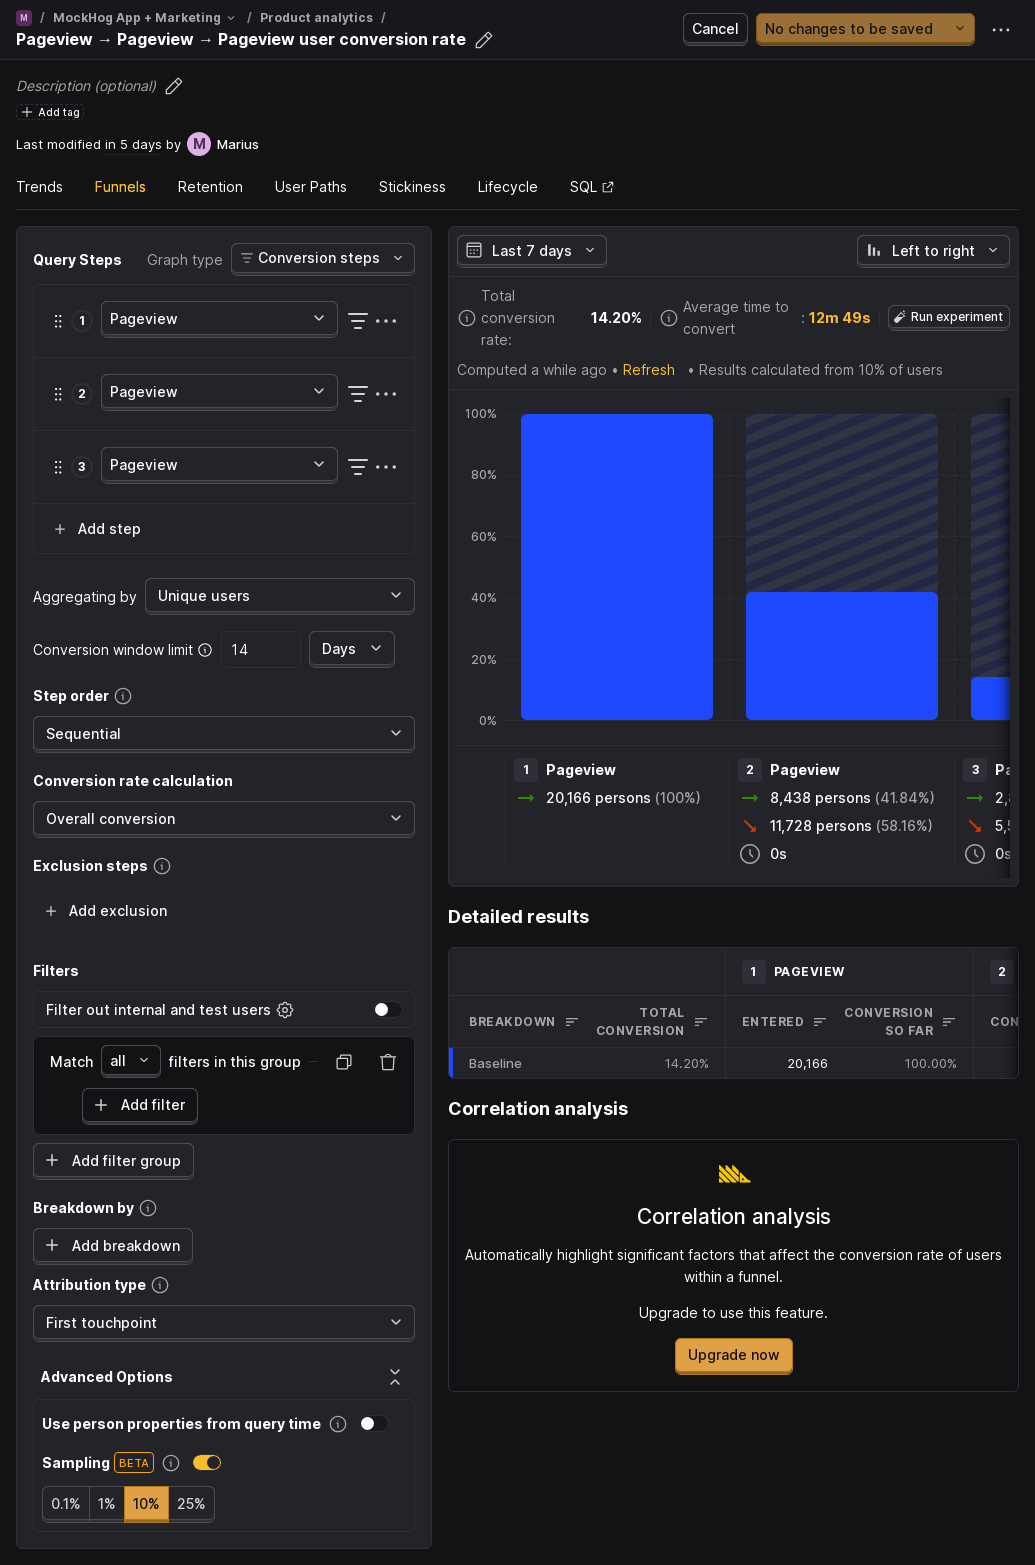 M / MockHog App + Marketing / Product analytics /
Pageview → Pageview → Pageview user conversion rate
Cancel
No changes to be saved
Description (optional)
Add tag
Last modified in 5 days by M Marius
Trends Funnels Retention User Paths Stickiness Lifecycle SQL
Query Steps Graph type Conversion steps
1 Pageview
2 Pageview
3 Pageview
Add step
Aggregating by Unique users
Conversion window limit 14 Days
Step order
Sequential
Conversion rate calculation
Overall conversion
Exclusion steps
Add exclusion
Filters
Filter out internal and test users
Match all filters in this group
Add filter
Add filter group
Breakdown by
Add breakdown
Attribution type
First touchpoint
Advanced Options
Use person properties from query time
Sampling BETA
0.1% 1% 10% 25%
Last 7 days Left to right
Total
conversion
rate:
14.20%
Average time to
convert
: 12m 49s
Run experiment
Computed a while ago • Refresh • Results calculated from 10% of users
100%
80%
60%
40%
20%
0%
1 Pageview
20,166 persons (100%)
2 Pageview
8,438 persons (41.84%)
11,728 persons (58.16%)
0s
3
0s
Detailed results
1 PAGEVIEW 2
BREAKDOWN
TOTAL
CONVERSION
ENTERED
CONVERSION
SO FAR
Baseline 14.20% 20,166 100.00%
Correlation analysis
Correlation analysis
Automatically highlight significant factors that affect the conversion rate of users
within a funnel.
Upgrade to use this feature.
Upgrade now